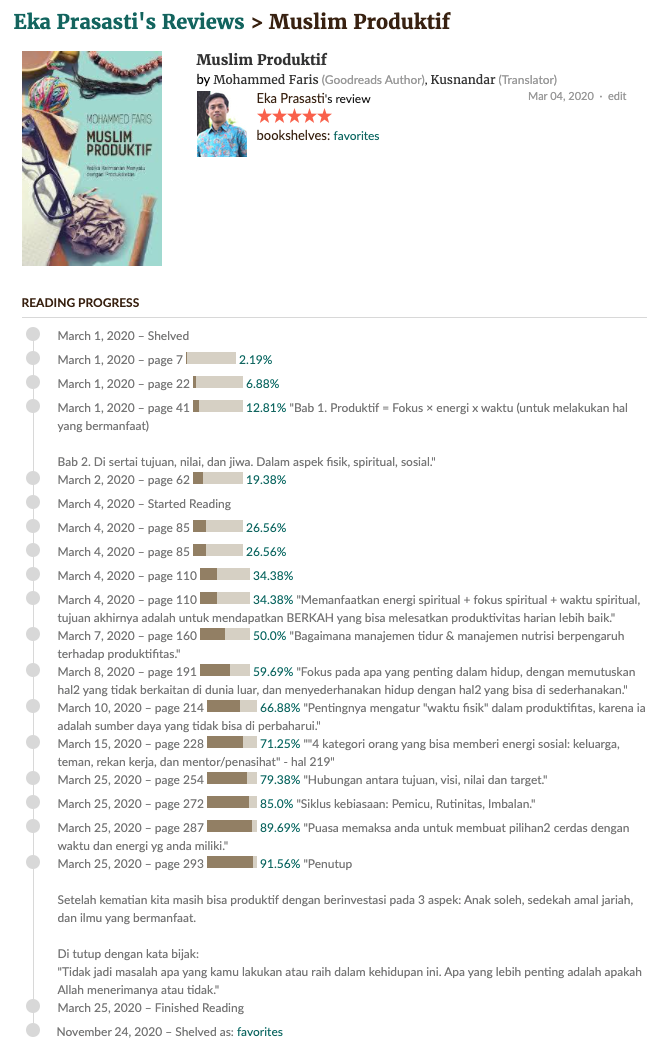 Eka Prasasti's Reviews > Muslim Produktif
MOHAMMED FARIS
MUSLIM
PRODUKTIF
Ketika Keimanan Menyatu
dengan Produktivitas
Muslim Produktif
by Mohammed Faris (Goodreads Author), Kusnandar (Translator)
Eka Prasasti's review
Mar 04, 2020 · edit
bookshelves: favorites
READING PROGRESS
March 1, 2020 – Shelved
March 1, 2020 – page 7 2.19%
March 1, 2020 – page 22 6.88%
March 1, 2020 – page 41 12.81% "Bab 1. Produktif = Fokus × energi x waktu (untuk melakukan hal
yang bermanfaat)
Bab 2. Di sertai tujuan, nilai, dan jiwa. Dalam aspek fisik, spiritual, sosial."
March 2, 2020 – page 62 19.38%
March 4, 2020 – Started Reading
March 4, 2020 – page 85 26.56%
March 4, 2020 – page 85 26.56%
March 4, 2020 – page 110 34.38%
March 4, 2020 – page 110 34.38% "Memanfaatkan energi spiritual + fokus spiritual + waktu spiritual,
tujuan akhirnya adalah untuk mendapatkan BERKAH yang bisa melesatkan produktivitas harian lebih baik."
March 7, 2020 – page 160 50.0% "Bagaimana manajemen tidur & manajemen nutrisi berpengaruh
terhadap produktifitas."
March 8, 2020 – page 191 59.69% "Fokus pada apa yang penting dalam hidup, dengan memutuskan
hal2 yang tidak berkaitan di dunia luar, dan menyederhanakan hidup dengan hal2 yang bisa di sederhanakan."
March 10, 2020 – page 214 66.88% "Pentingnya mengatur "waktu fisik" dalam produktifitas, karena ia
adalah sumber daya yang tidak bisa di perbaharui."
March 15, 2020 – page 228 71.25% ""4 kategori orang yang bisa memberi energi sosial: keluarga,
teman, rekan kerja, dan mentor/penasihat" - hal 219"
March 25, 2020 – page 254 79.38% "Hubungan antara tujuan, visi, nilai dan target."
March 25, 2020 – page 272 85.0% "Siklus kebiasaan: Pemicu, Rutinitas, Imbalan."
March 25, 2020 – page 287 89.69% "Puasa memaksa anda untuk membuat pilihan2 cerdas dengan
waktu dan energi yg anda miliki."
March 25, 2020 – page 293 91.56% "Penutup
Setelah kematian kita masih bisa produktif dengan berinvestasi pada 3 aspek: Anak soleh, sedekah amal jariah,
dan ilmu yang bermanfaat.
Di tutup dengan kata bijak:
"Tidak jadi masalah apa yang kamu lakukan atau raih dalam kehidupan ini. Apa yang lebih penting adalah apakah
Allah menerimanya atau tidak."
March 25, 2020 – Finished Reading
November 24, 2020 – Shelved as: favorites